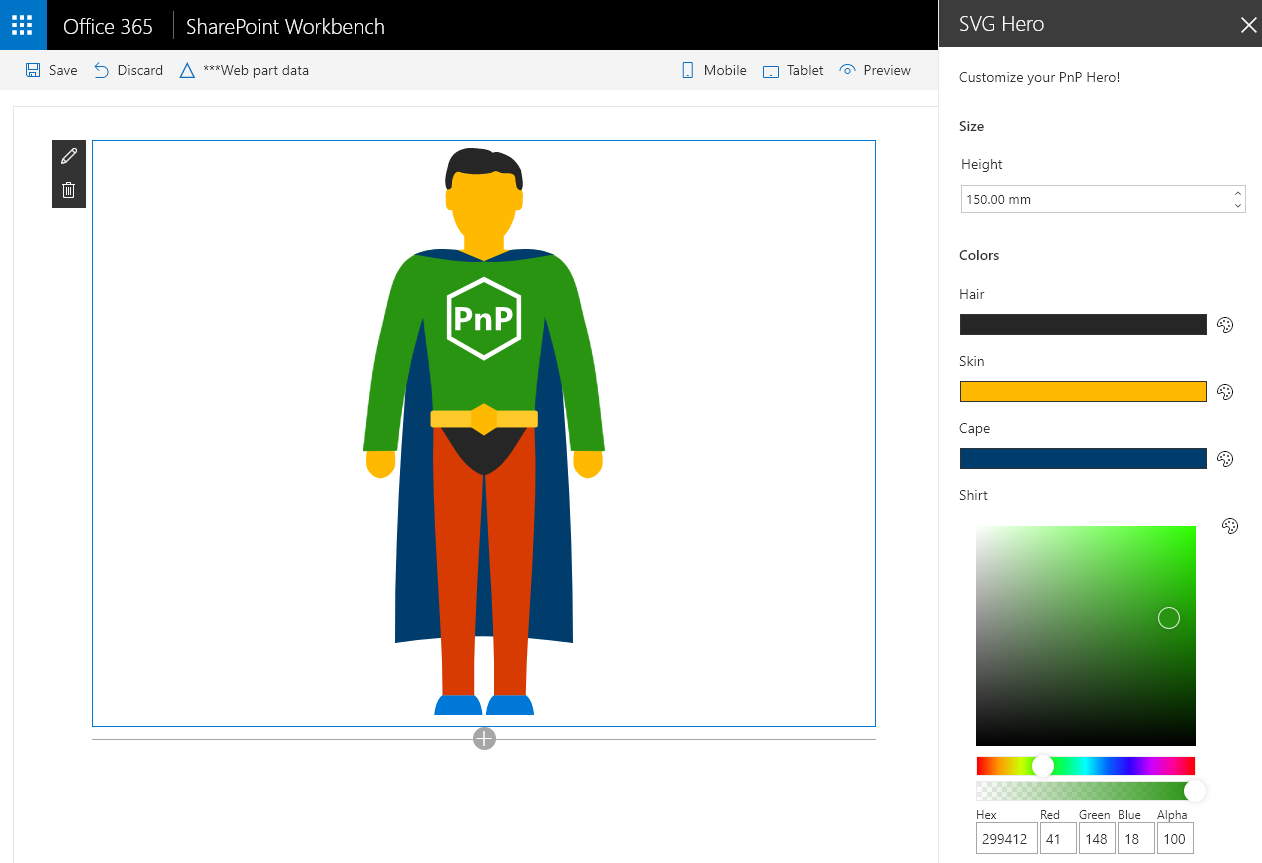 Office 365 SharePoint Workbench
SVG Hero
Save Discard ***Web part data Mobile Tablet Preview
Customize your PnP Hero!
Size
Height
150.00 mm
Colors
Hair
Skin
Cape
Shirt
PnP
Hex Red Green Blue Alpha
299412 41 148 18 100